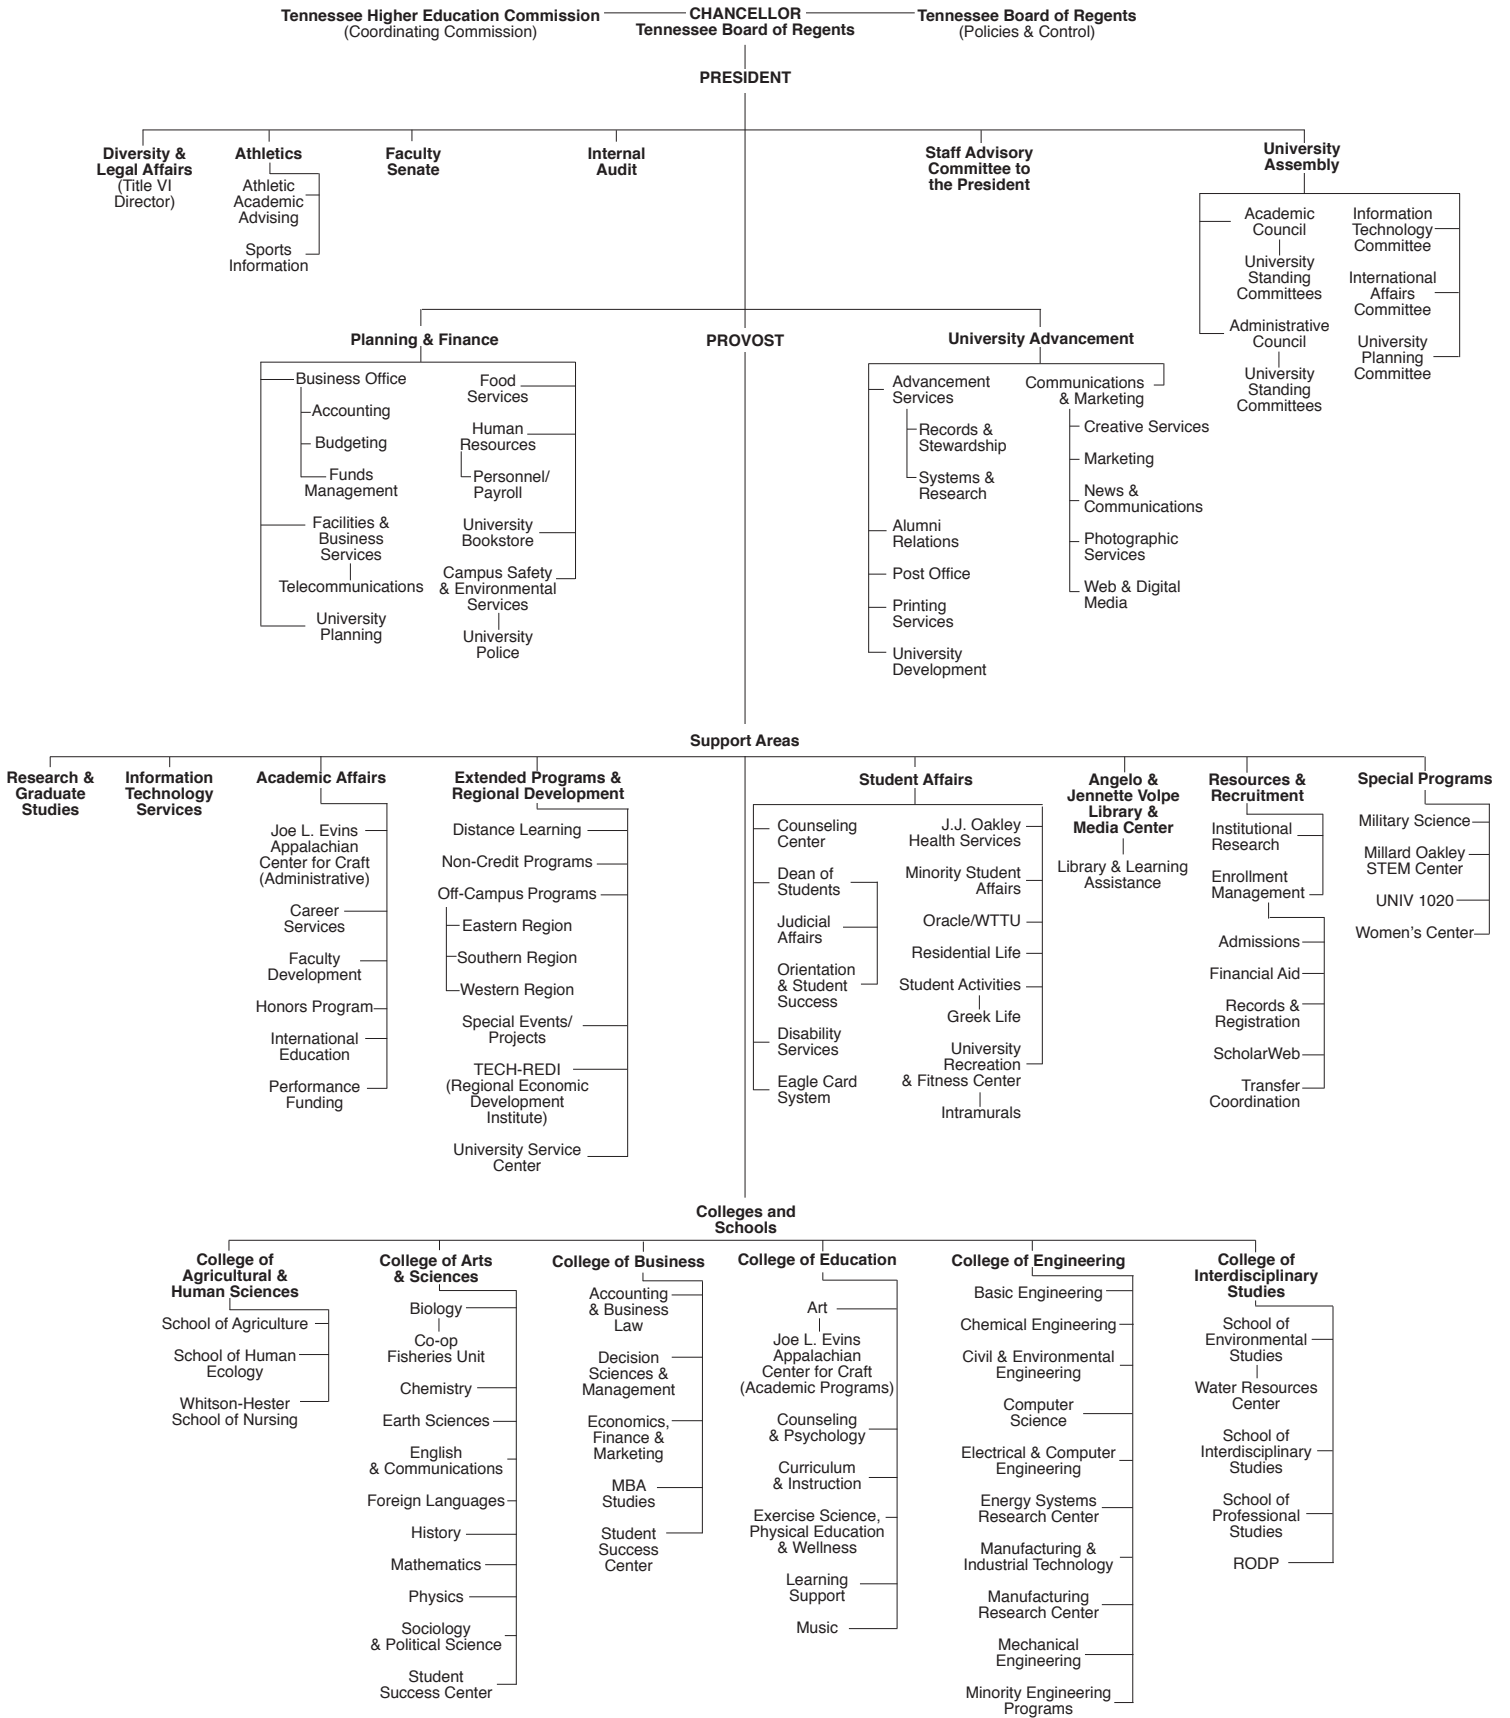 Tennessee Higher Education Commission
(Coordinating Commission)
CHANCELLOR
Tennessee Board of Regents
Tennessee Board of Regents
(Policies & Control)
PRESIDENT
Diversity &
Legal Affairs
(Title VI
Director)
Athletics
Athletic
Academic
Advising
Sports
Information
Faculty
Senate
Internal
Audit
Staff Advisory
Committee to
the President
University
Assembly
Academic
Council
University
Standing
Committees
Administrative
Council
University
Standing
Committees
Information
Technology
Committee
International
Affairs
Committee
University
Planning
Committee
Planning & Finance
Business Office
Accounting
Budgeting
Funds
Management
Facilities &
Business
Services
Telecommunications
University
Planning
Food
Services
Human
Resources
Personnel/
Payroll
University
Bookstore
Campus Safety
& Environmental
Services
University
Police
PROVOST
University Advancement
Advancement
Services
Records &
Stewardship
Systems &
Research
Alumni
Relations
Post Office
Printing
Services
University
Development
Communications
& Marketing
Creative Services
Marketing
News &
Communications
Photographic
Services
Web & Digital
Media
Support Areas
Research &
Graduate
Studies
Information
Technology
Services
Academic Affairs
Joe L. Evins
Appalachian
Center for Craft
(Administrative)
Career
Services
Faculty
Development
Honors Program
International
Education
Performance
Funding
Extended Programs &
Regional Development
Distance Learning
Non-Credit Programs
Off-Campus Programs
Eastern Region
Southern Region
Western Region
Special Events/
Projects
TECH-REDI
(Regional Economic
Development
Institute)
University Service
Center
Student Affairs
Counseling
Center
Dean of
Students
Judicial
Affairs
Orientation
& Student
Success
Disability
Services
Eagle Card
System
J.J. Oakley
Health Services
Minority Student
Affairs
Oracle/WTTU
Residential Life
Student Activities
Greek Life
University
Recreation
& Fitness Center
Intramurals
Angelo &
Jennette Volpe
Library &
Media Center
Library & Learning
Assistance
Resources &
Recruitment
Institutional
Research
Enrollment
Management
Admissions
Financial Aid
Records &
Registration
ScholarWeb
Transfer
Coordination
Special Programs
Military Science
Millard Oakley
STEM Center
UNIV 1020
Women's Center
Colleges and
Schools
College of
Agricultural &
Human Sciences
School of Agriculture
School of Human
Ecology
Whitson-Hester
School of Nursing
College of Arts
& Sciences
Biology
Co-op
Fisheries Unit
Chemistry
Earth Sciences
English
& Communications
Foreign Languages
History
Mathematics
Physics
Sociology
& Political Science
Student
Success Center
College of Business
Accounting
& Business
Law
Decision
Sciences &
Management
Economics,
Finance &
Marketing
MBA
Studies
Student
Success
Center
College of Education
Art
Joe L. Evins
Appalachian
Center for Craft
(Academic Programs)
Counseling
& Psychology
Curriculum
& Instruction
Exercise Science,
Physical Education
& Wellness
Learning
Support
Music
College of Engineering
Basic Engineering
Chemical Engineering
Civil & Environmental
Engineering
Computer
Science
Electrical & Computer
Engineering
Energy Systems
Research Center
Manufacturing &
Industrial Technology
Manufacturing
Research Center
Mechanical
Engineering
Minority Engineering
Programs
College of
Interdisciplinary
Studies
School of
Environmental
Studies
Water Resources
Center
School of
Interdisciplinary
Studies
School of
Professional
Studies
RODP